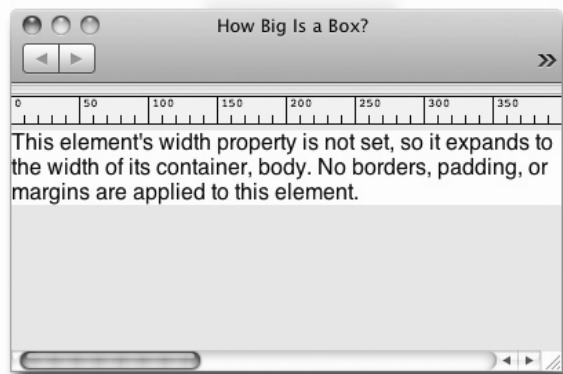 How Big Is a Box?
0 50 100 150 200 250 300 350
This element's width property is not set, so it expands to
the width of its container, body. No borders, padding, or
margins are applied to this element.